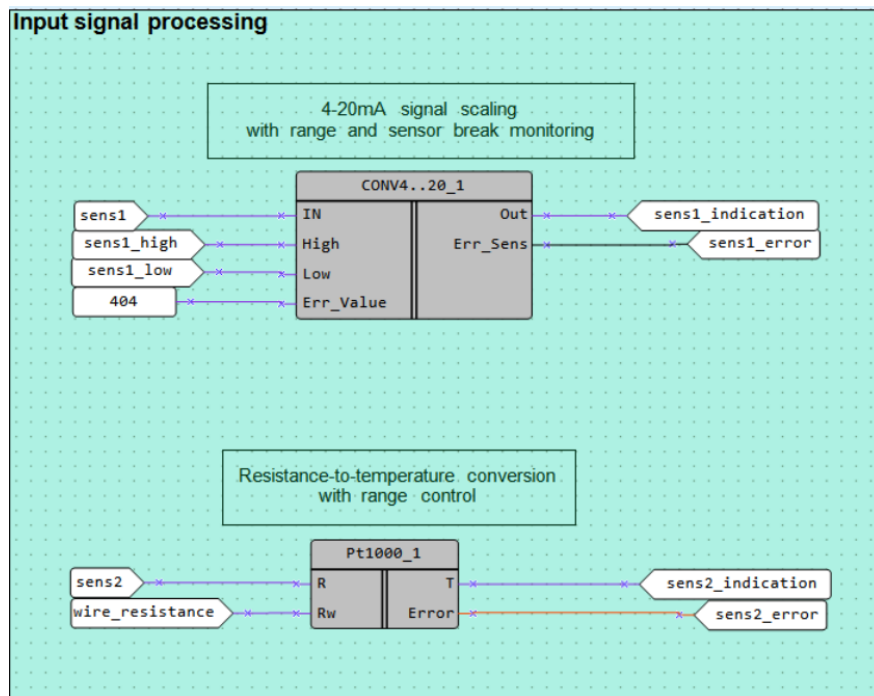 Input signal processing
4-20mA signal scaling
with range and sensor break monitoring
CONV4..20_1
sens1
IN
Out
sens1_indication
sens1_high
High
Err_Sens
sens1_error
sens1_low
Low
404
Err_Value
Resistance-to-temperature conversion
with range control
Pt1000_1
sens2
R
T
sens2_indication
wire_resistance
Rw
Error
sens2_error